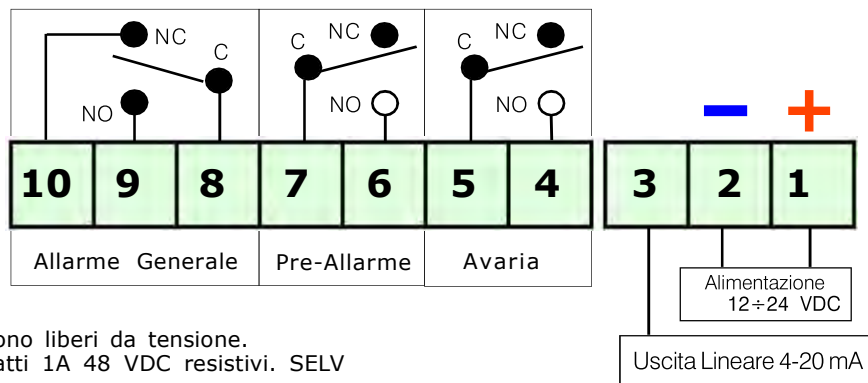 NC C NO
C NC NO
C NC NO
− +
10 9 8 7 6 5 4 3 2 1
Allarme Generale Pre-Allarme Avaria
Alimentazione
12÷24 VDC
liberi da tensione.
1A 48 VDC resistivi. SELV
Uscita Lineare 4-20 mA